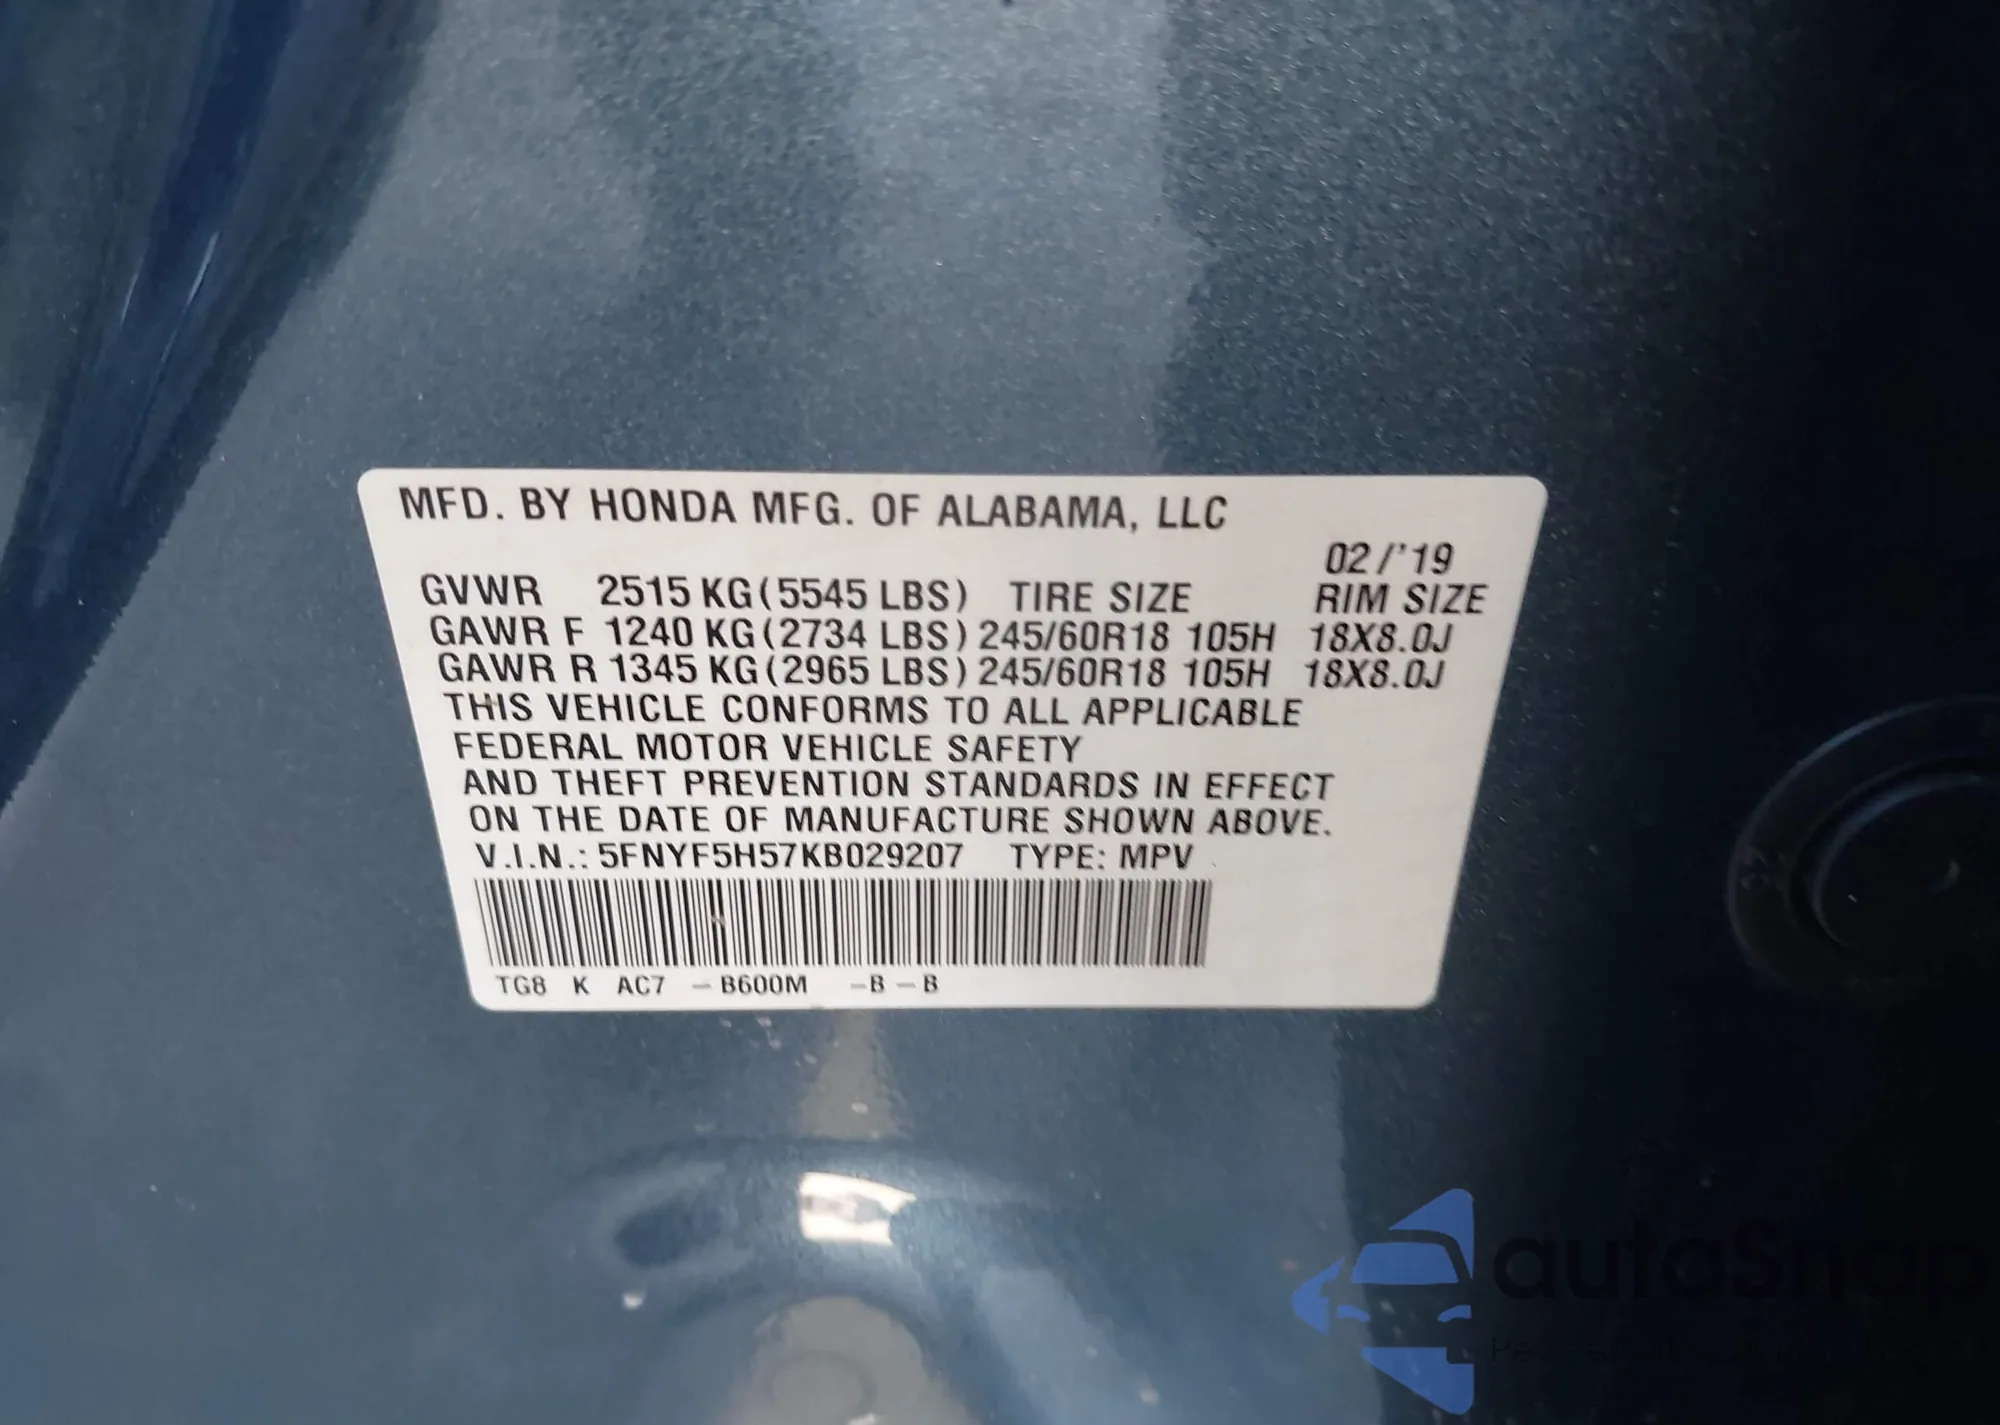 MFD. BY HONDA MFG. OF ALABAMA, LLC
02/'19
GVWR 2515 KG (5545 LBS) TIRE SIZE RIM SIZE
GAWR F 1240 KG (2734 LBS) 245/60R18 105H 18X8.0J
GAWR R 1345 KG (2965 LBS) 245/60R18 105H 18X8.0J
THIS VEHICLE CONFORMS TO ALL APPLICABLE
FEDERAL MOTOR VEHICLE SAFETY
AND THEFT PREVENTION STANDARDS IN EFFECT
ON THE DATE OF MANUFACTURE SHOWN ABOVE.
V.I.N.: 5FNYF5H57KB029207 TYPE: MPV
TG8 K AC7 – B600M – B – B
autaSnap